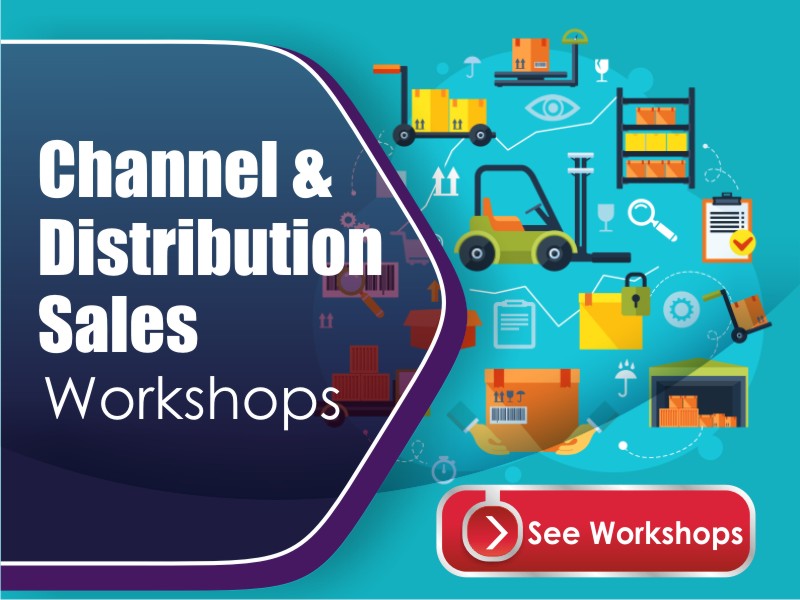 Channel &
Distribution
Sales
Workshops
See Workshops